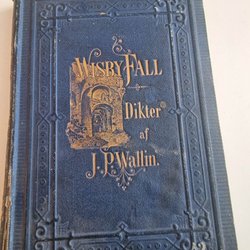 WISBY FALL
Dikter
af
J. P. Wallin.